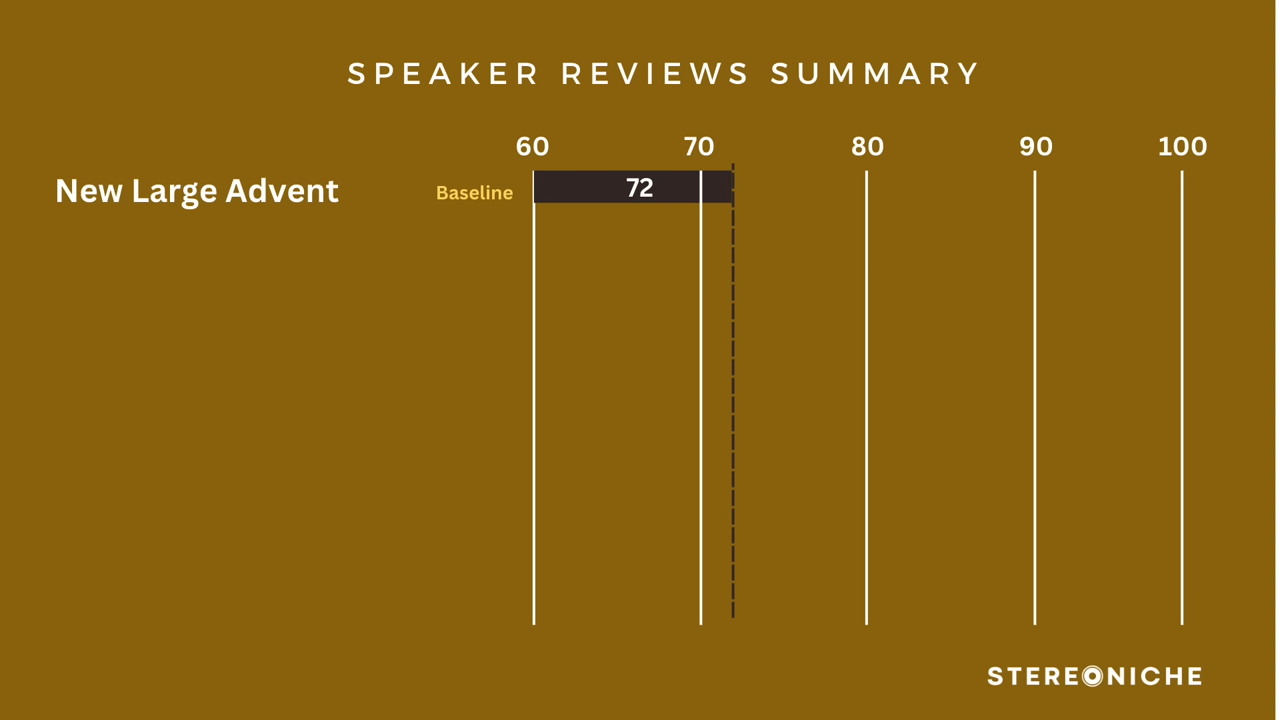 SPEAKER REVIEWS SUMMARY
60 70 80 90 100
New Large Advent Baseline 72
STEREONICHE